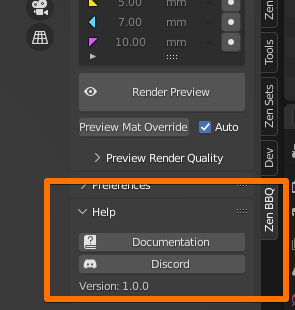 5.00 mm
7.00 mm
10.00 mm
Render Preview
Preview Mat Override
Auto
Preview Render Quality
Preferences
Help
Documentation
Discord
Version: 1.0.0
Zen
Tools
Zen Sets
Dev
Zen BBQ